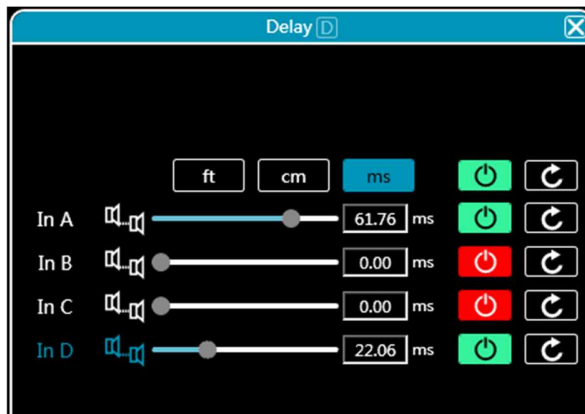 Delay D
ft cm ms
In A 61.76 ms
In B 0.00 ms
In C 0.00 ms
In D 22.06 ms